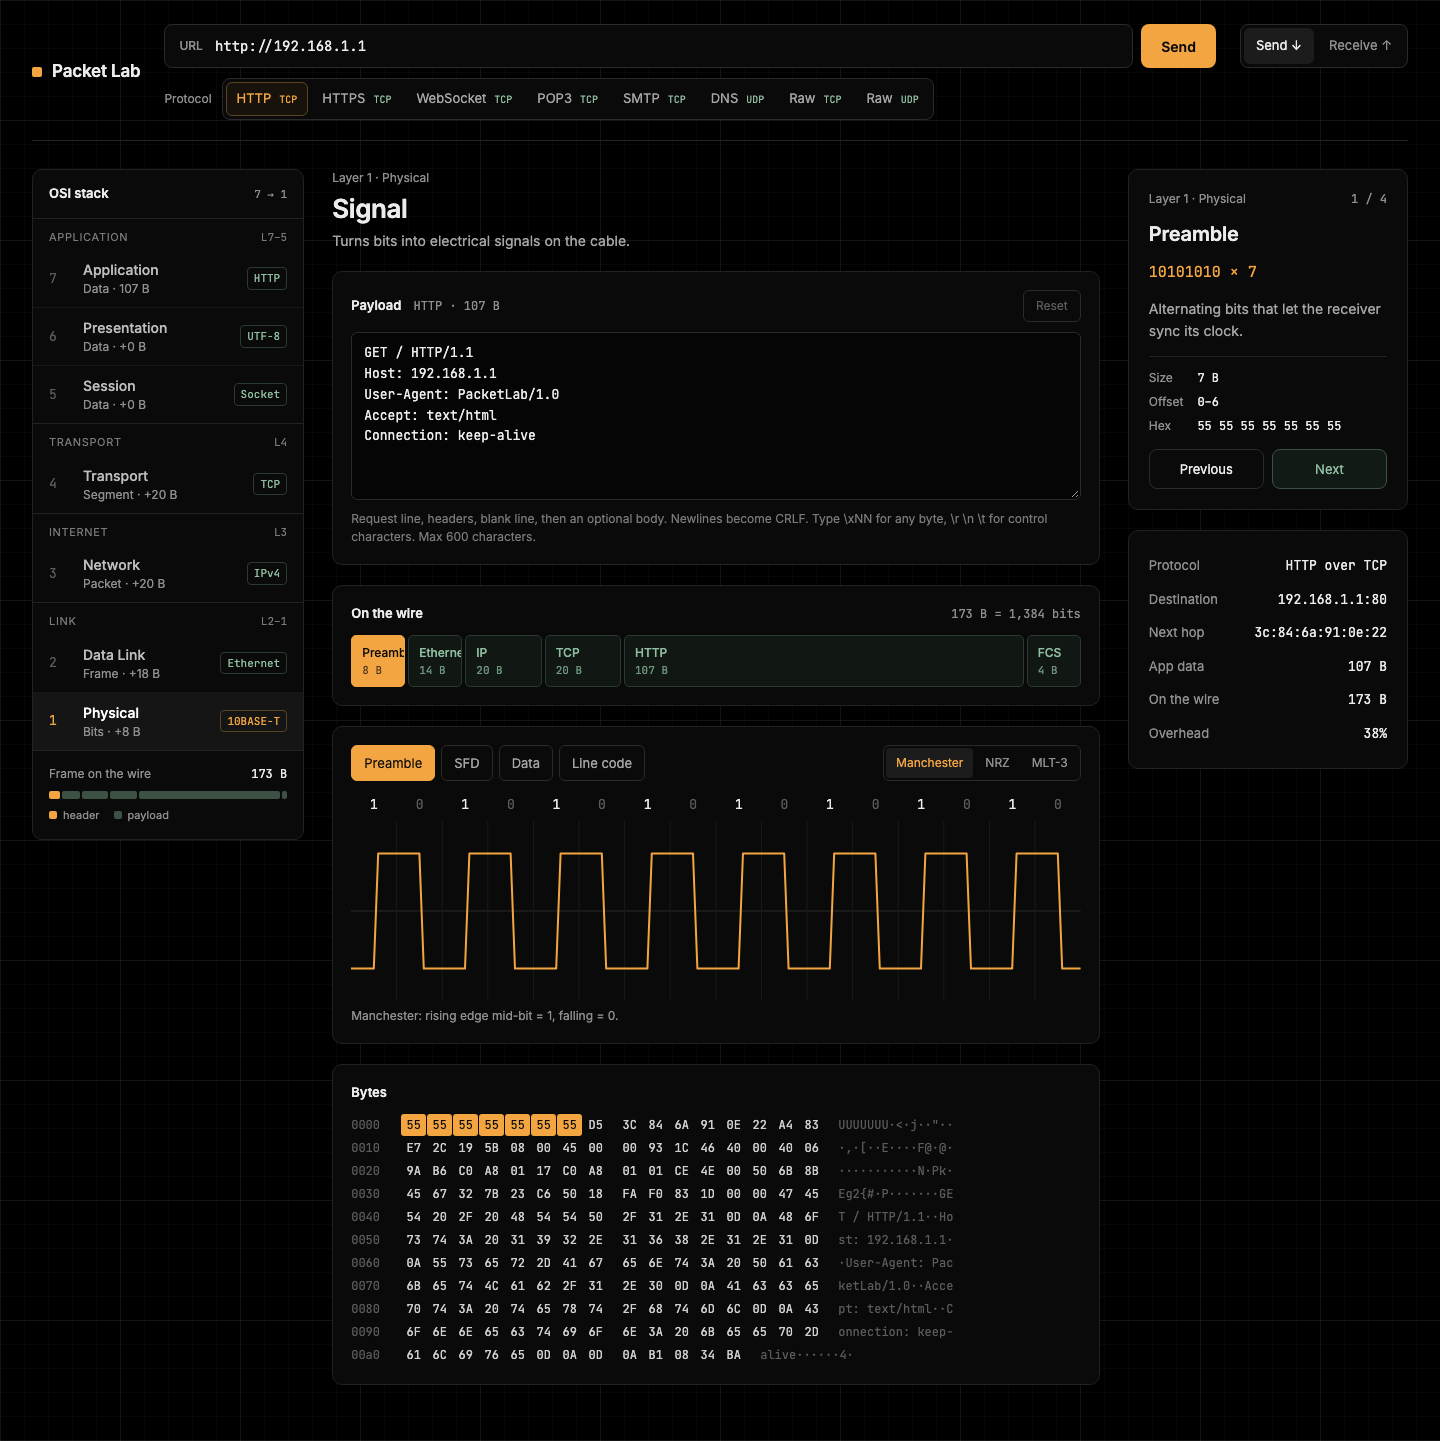 Packet Lab
URL http://192.168.1.1
Send
Send ↓ Receive ↑
Protocol HTTP TCP HTTPS TCP WebSocket TCP POP3 TCP SMTP TCP DNS UDP Raw TCP Raw UDP
OSI stack 7 → 1
APPLICATION L7–5
7 Application HTTP
Data · 107 B
6 Presentation UTF-8
Data · +0 B
5 Session Socket
Data · +0 B
TRANSPORT L4
4 Transport TCP
Segment · +20 B
INTERNET L3
3 Network IPv4
Packet · +20 B
LINK L2–1
2 Data Link Ethernet
Frame · +18 B
1 Physical 10BASE-T
Bits · +8 B
Frame on the wire 173 B
header payload
Layer 1 · Physical
Signal
Turns bits into electrical signals on the cable.
Payload HTTP · 107 B Reset
GET / HTTP/1.1
Host: 192.168.1.1
User-Agent: PacketLab/1.0
Accept: text/html
Connection: keep-alive
Request line, headers, blank line, then an optional body. Newlines become CRLF. Type \xNN for any byte, \r \n \t for control
characters. Max 600 characters.
On the wire 173 B = 1,384 bits
Preamb Etherne IP TCP HTTP FCS
8 B 14 B 20 B 20 B 107 B 4 B
Preamble SFD Data Line code Manchester NRZ MLT-3
1 0 1 0 1 0 1 0 1 0 1 0 1 0 1 0
Manchester: rising edge mid-bit = 1, falling = 0.
Bytes
0000 55 55 55 55 55 55 55 D5 3C 84 6A 91 0E 22 A4 83 UUUUUUU·<·j··"··
0010 E7 2C 19 5B 08 00 45 00 00 93 1C 46 40 00 40 06 ·,·[··E····F@·@·
0020 9A B6 C0 A8 01 17 C0 A8 01 01 CE 4E 00 50 6B 8B ···········N·Pk·
0030 45 67 32 7B 23 C6 50 18 FA F0 83 1D 00 00 47 45 Eg2{#·P·······GE
0040 54 20 2F 20 48 54 54 50 2F 31 2E 31 0D 0A 48 6F T / HTTP/1.1··Ho
0050 73 74 3A 20 31 39 32 2E 31 36 38 2E 31 2E 31 0D st: 192.168.1.1·
0060 0A 55 73 65 72 2D 41 67 65 6E 74 3A 20 50 61 63 ·User-Agent: Pac
0070 6B 65 74 4C 61 62 2F 31 2E 30 0D 0A 41 63 63 65 ketLab/1.0··Acce
0080 70 74 3A 20 74 65 78 74 2F 68 74 6D 6C 0D 0A 43 pt: text/html··C
0090 6F 6E 6E 65 63 74 69 6F 6E 3A 20 6B 65 65 70 2D onnection: keep-
00a0 61 6C 69 76 65 0D 0A 0D 0A B1 08 34 BA alive······4·
Layer 1 · Physical 1 / 4
Preamble
10101010 × 7
Alternating bits that let the receiver
sync its clock.
Size 7 B
Offset 0–6
Hex 55 55 55 55 55 55 55
Previous Next
Protocol HTTP over TCP
Destination 192.168.1.1:80
Next hop 3c:84:6a:91:0e:22
App data 107 B
On the wire 173 B
Overhead 38%